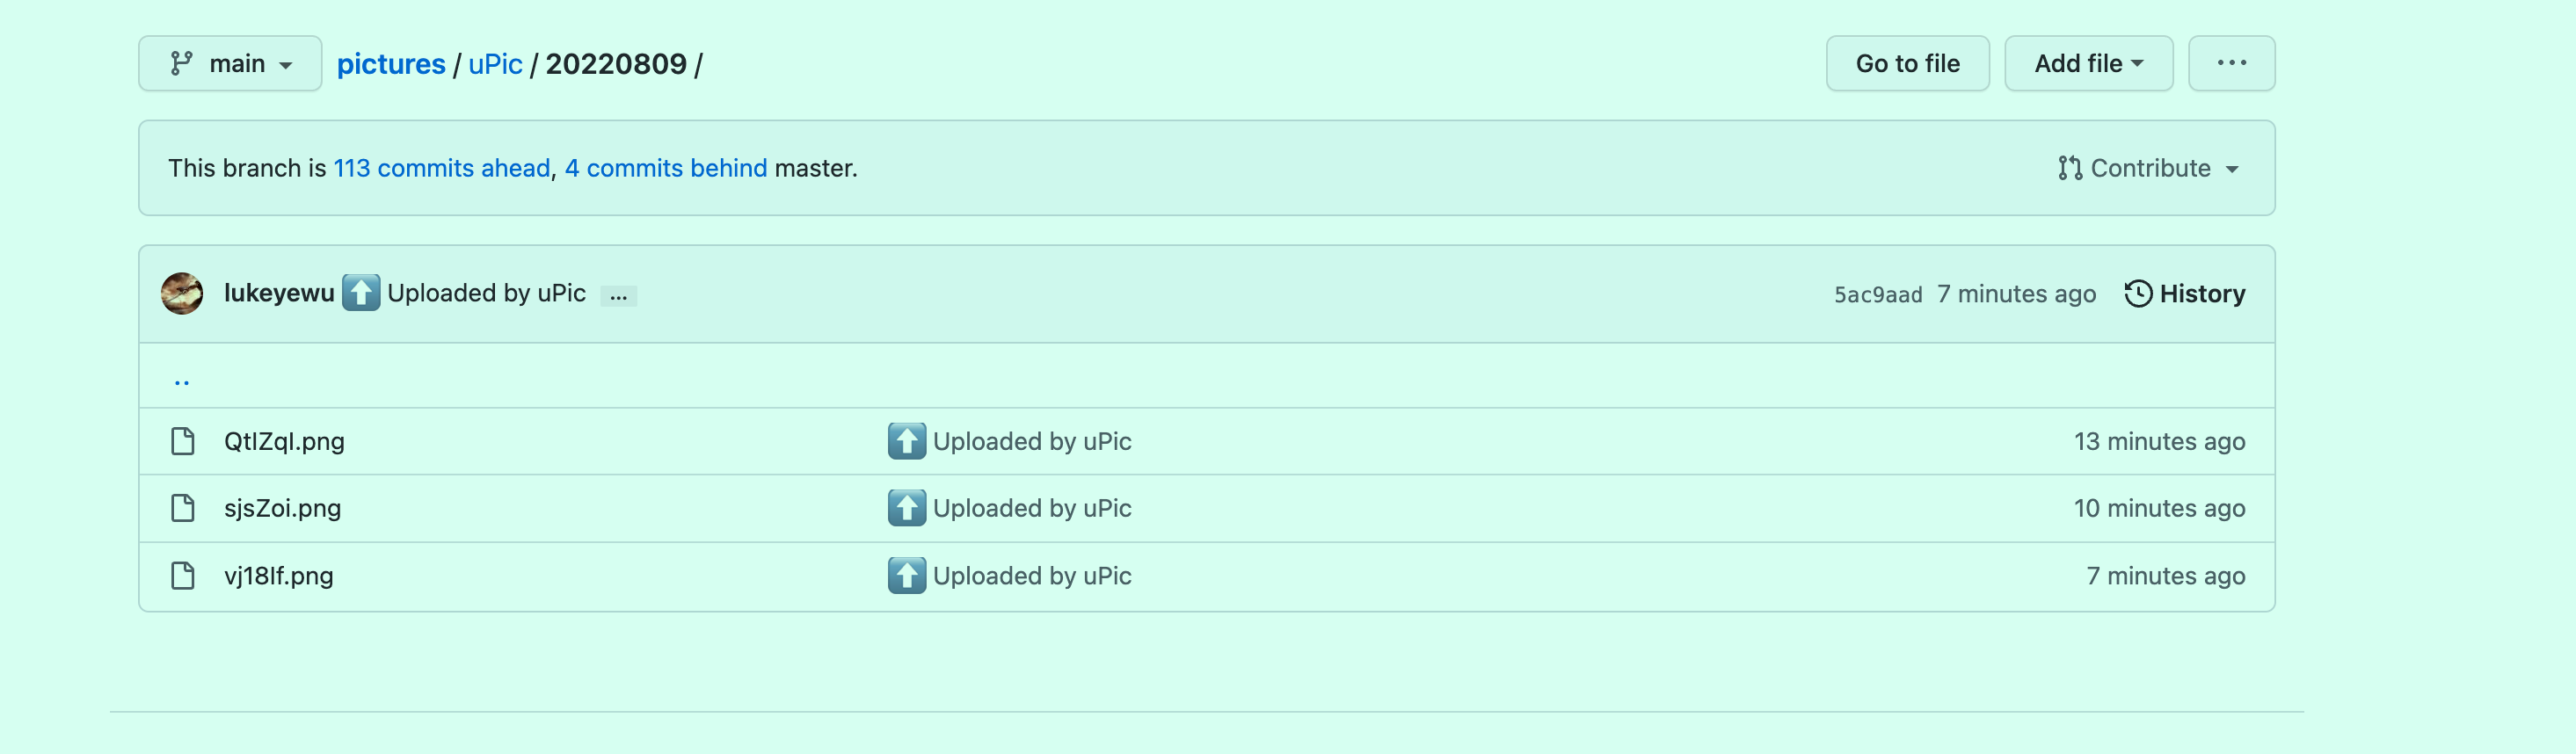 main pictures / uPic / 20220809 / Go to file Add file ...
This branch is 113 commits ahead, 4 commits behind master. Contribute
lukeyewu ⬆ Uploaded by uPic ... 5ac9aad 7 minutes ago History
..
QtIZqI.png ⬆ Uploaded by uPic 13 minutes ago
sjsZoi.png ⬆ Uploaded by uPic 10 minutes ago
vj18If.png ⬆ Uploaded by uPic 7 minutes ago